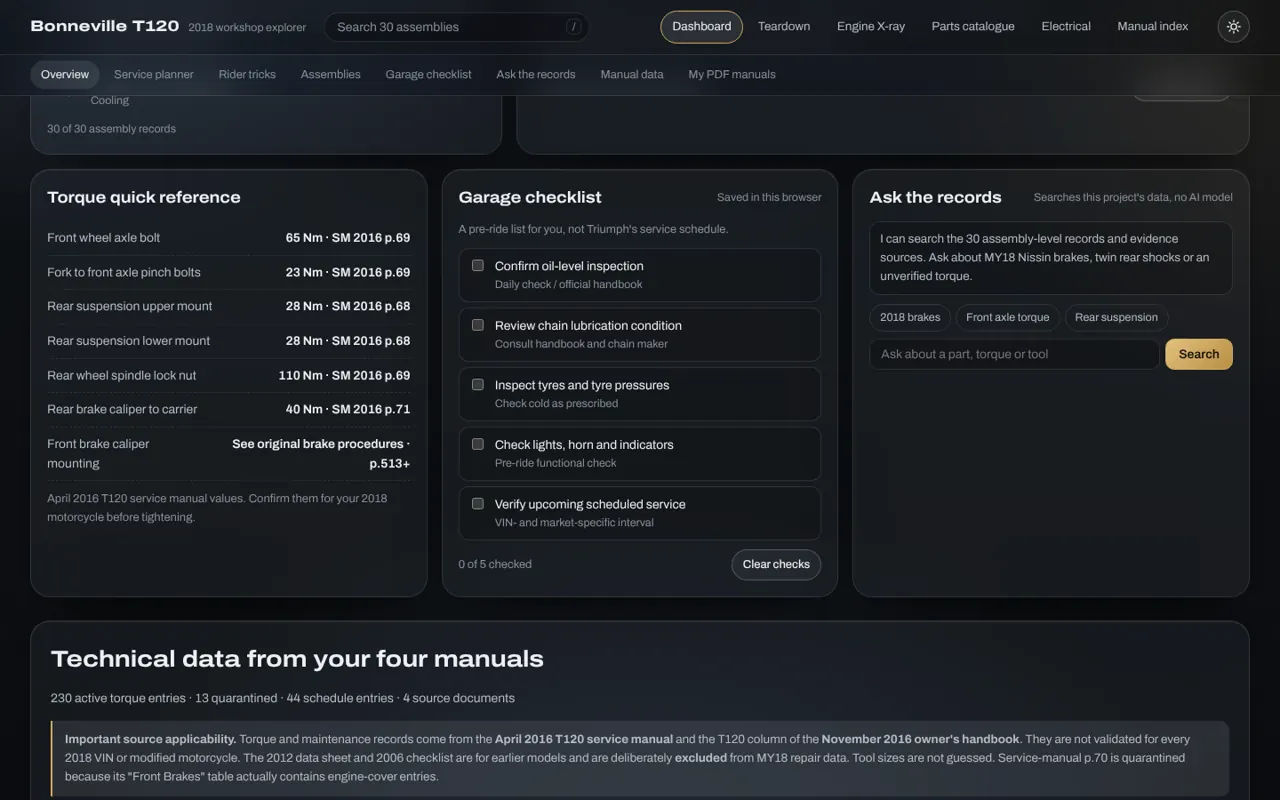 Bonneville T120 2018 workshop explorer
Search 30 assemblies /
Dashboard Teardown Engine X-ray Parts catalogue Electrical Manual index
Overview Service planner Rider tricks Assemblies Garage checklist Ask the records Manual data My PDF manuals
Cooling
30 of 30 assembly records
Torque quick reference
Front wheel axle bolt 65 Nm · SM 2016 p.69
Fork to front axle pinch bolts 23 Nm · SM 2016 p.69
Rear suspension upper mount 28 Nm · SM 2016 p.68
Rear suspension lower mount 28 Nm · SM 2016 p.68
Rear wheel spindle lock nut 110 Nm · SM 2016 p.69
Rear brake caliper to carrier 40 Nm · SM 2016 p.71
Front brake caliper mounting See original brake procedures · p.513+
April 2016 T120 service manual values. Confirm them for your 2018
motorcycle before tightening.
Garage checklist Saved in this browser
A pre-ride list for you, not Triumph's service schedule.
Confirm oil-level inspection
Daily check / official handbook
Review chain lubrication condition
Consult handbook and chain maker
Inspect tyres and tyre pressures
Check cold as prescribed
Check lights, horn and indicators
Pre-ride functional check
Verify upcoming scheduled service
VIN- and market-specific interval
0 of 5 checked Clear checks
Ask the records Searches this project's data, no AI model
I can search the 30 assembly-level records and evidence
sources. Ask about MY18 Nissin brakes, twin rear shocks or an
unverified torque.
2018 brakes Front axle torque Rear suspension
Ask about a part, torque or tool Search
Technical data from your four manuals
230 active torque entries · 13 quarantined · 44 schedule entries · 4 source documents
Important source applicability. Torque and maintenance records come from the April 2016 T120 service manual and the T120 column of the November 2016 owner's handbook. They are not validated for every
2018 VIN or modified motorcycle. The 2012 data sheet and 2006 checklist are for earlier models and are deliberately excluded from MY18 repair data. Tool sizes are not guessed. Service-manual p.70 is quarantined
because its "Front Brakes" table actually contains engine-cover entries.